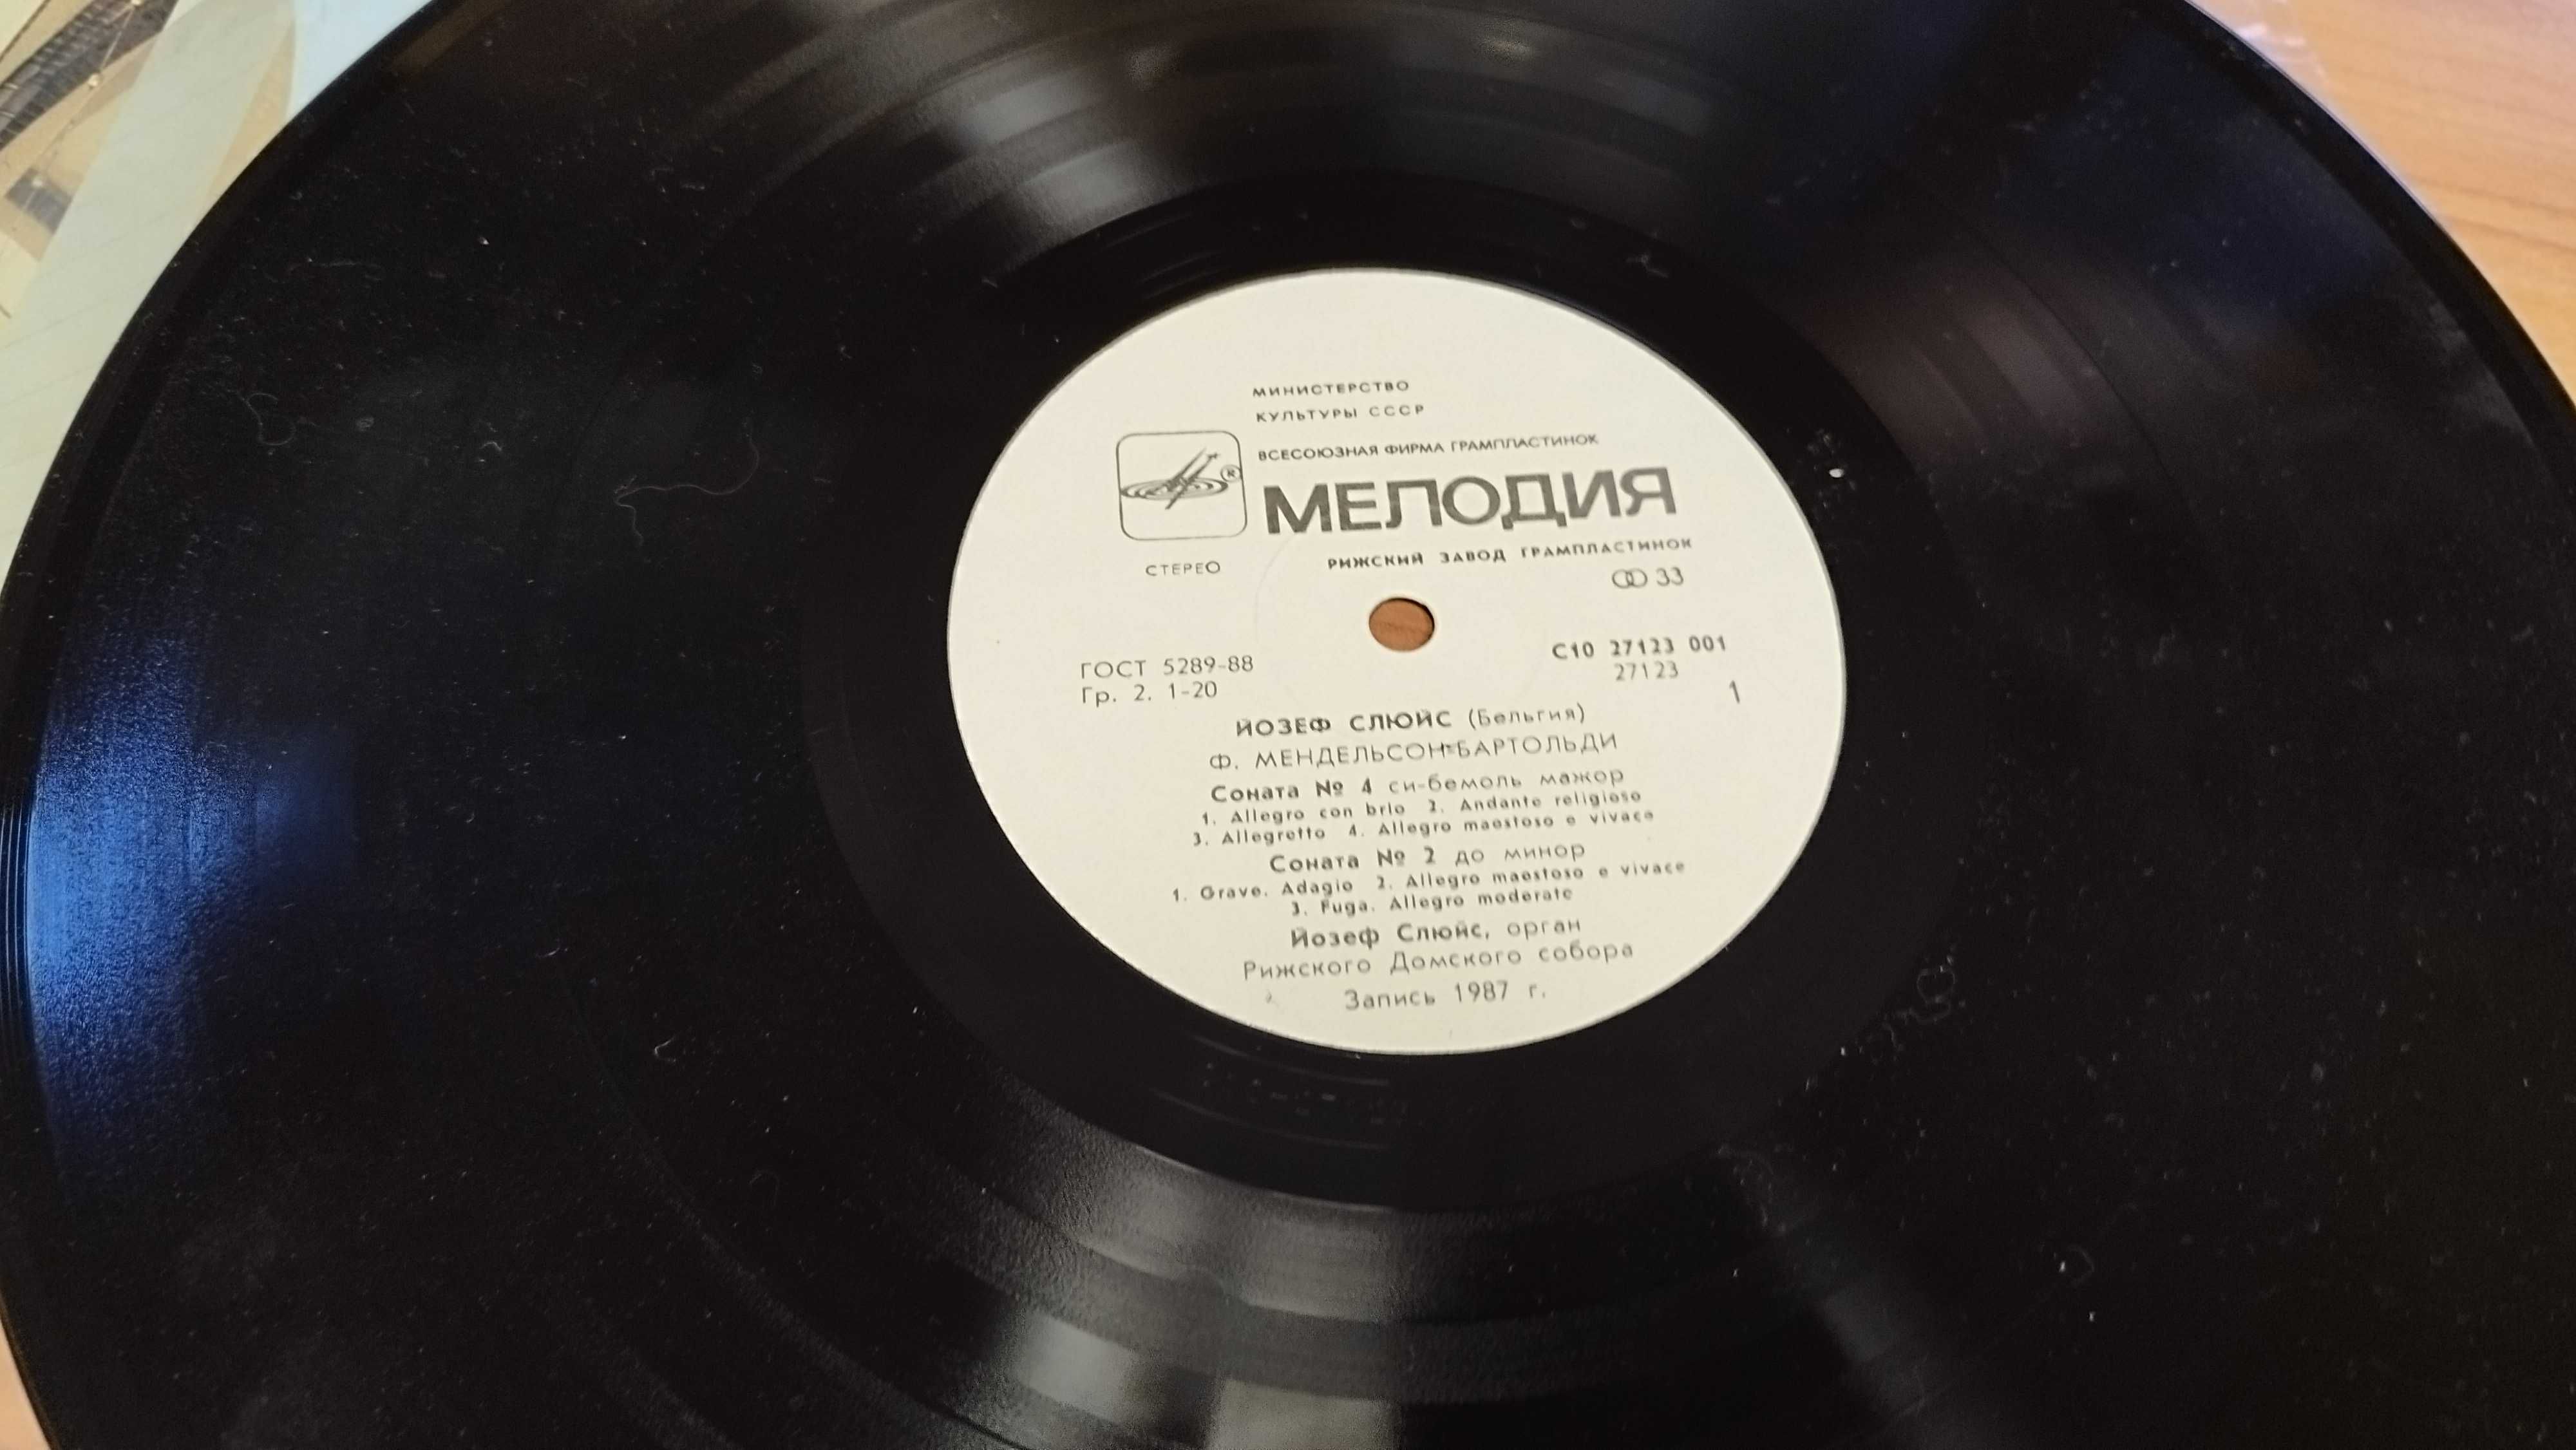 МИНИСТЕРСТВО
КУЛЬТУРЫ СССР
ВСЕСОЮЗНАЯ ФИРМА ГРАМПЛАСТИНОК
®
МЕЛОДИЯ
РИЖСКИЙ ЗАВОД ГРАМПЛАСТИНОК
СТЕРЕО
33
ГОСТ 5289-88
Гр. 2. 1-20
С10 27123 001
27123
1
ЙОЗЕФ СЛЮЙС (Бельгия)
Ф. МЕНДЕЛЬСОН-БАРТОЛЬДИ
Соната № 4 си-бемоль мажор
1. Allegro con brio 2. Andante religioso
3. Allegretto 4. Allegro maestoso e vivace
Соната № 2 до минор
1. Grave. Adagio 2. Allegro maestoso e vivace
3. Fuga. Allegro moderato
Йозеф Слюйс, орган
Рижского Домского собора
Запись 1987 г.